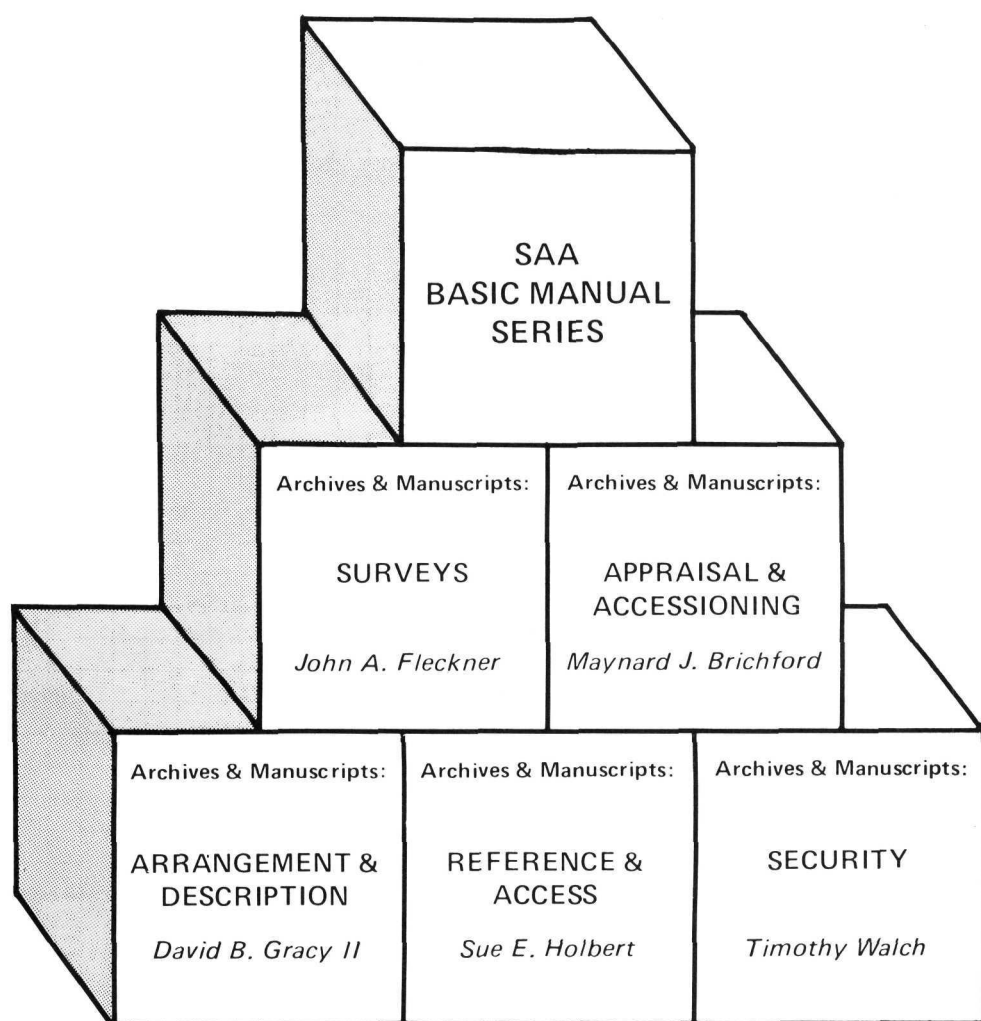 SAA
BASIC MANUAL
SERIES
Archives & Manuscripts:
SURVEYS
John A. Fleckner
Archives & Manuscripts:
APPRAISAL &
ACCESSIONING
Maynard J. Brichford
Archives & Manuscripts:
ARRANGEMENT &
DESCRIPTION
David B. Gracy II
Archives & Manuscripts:
REFERENCE &
ACCESS
Sue E. Holbert
Archives & Manuscripts:
SECURITY
Timothy Walch